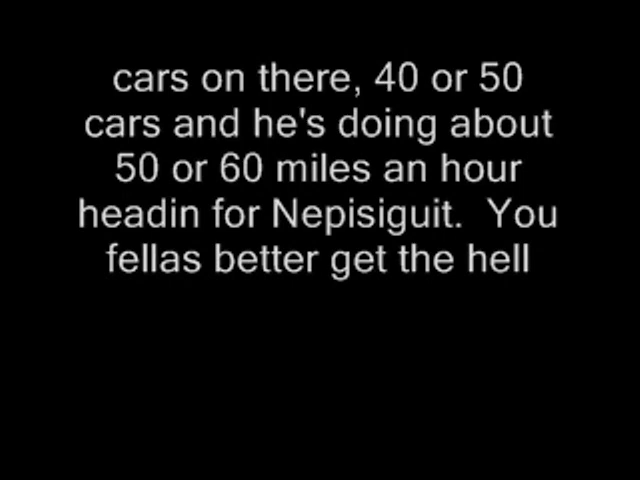 cars on there, 40 or 50
cars and he's doing about
50 or 60 miles an hour
headin for Nepisiguit.  You
fellas better get the hell